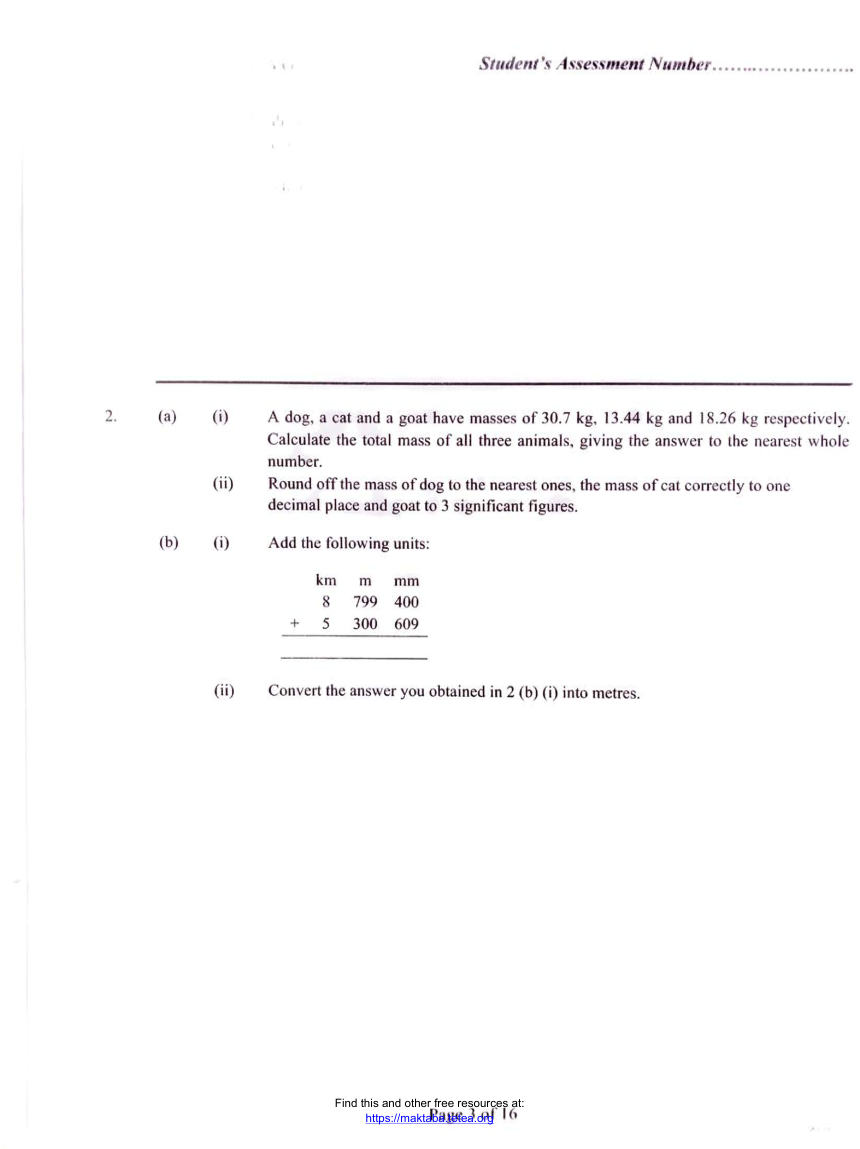 Student's Assessment Number........................
2. (a) (i) A dog, a cat and a goat have masses of 30.7 kg, 13.44 kg and 18.26 kg respectively.
Calculate the total mass of all three animals, giving the answer to the nearest whole
number.
(ii) Round off the mass of dog to the nearest ones, the mass of cat correctly to one
decimal place and goat to 3 significant figures.
(b) (i) Add the following units:
km m mm
8 799 400
+ 5 300 609
(ii) Convert the answer you obtained in 2 (b) (i) into metres.
Find this and other free resources at:
https://maktaba.tetea.org
Page 3 of 16